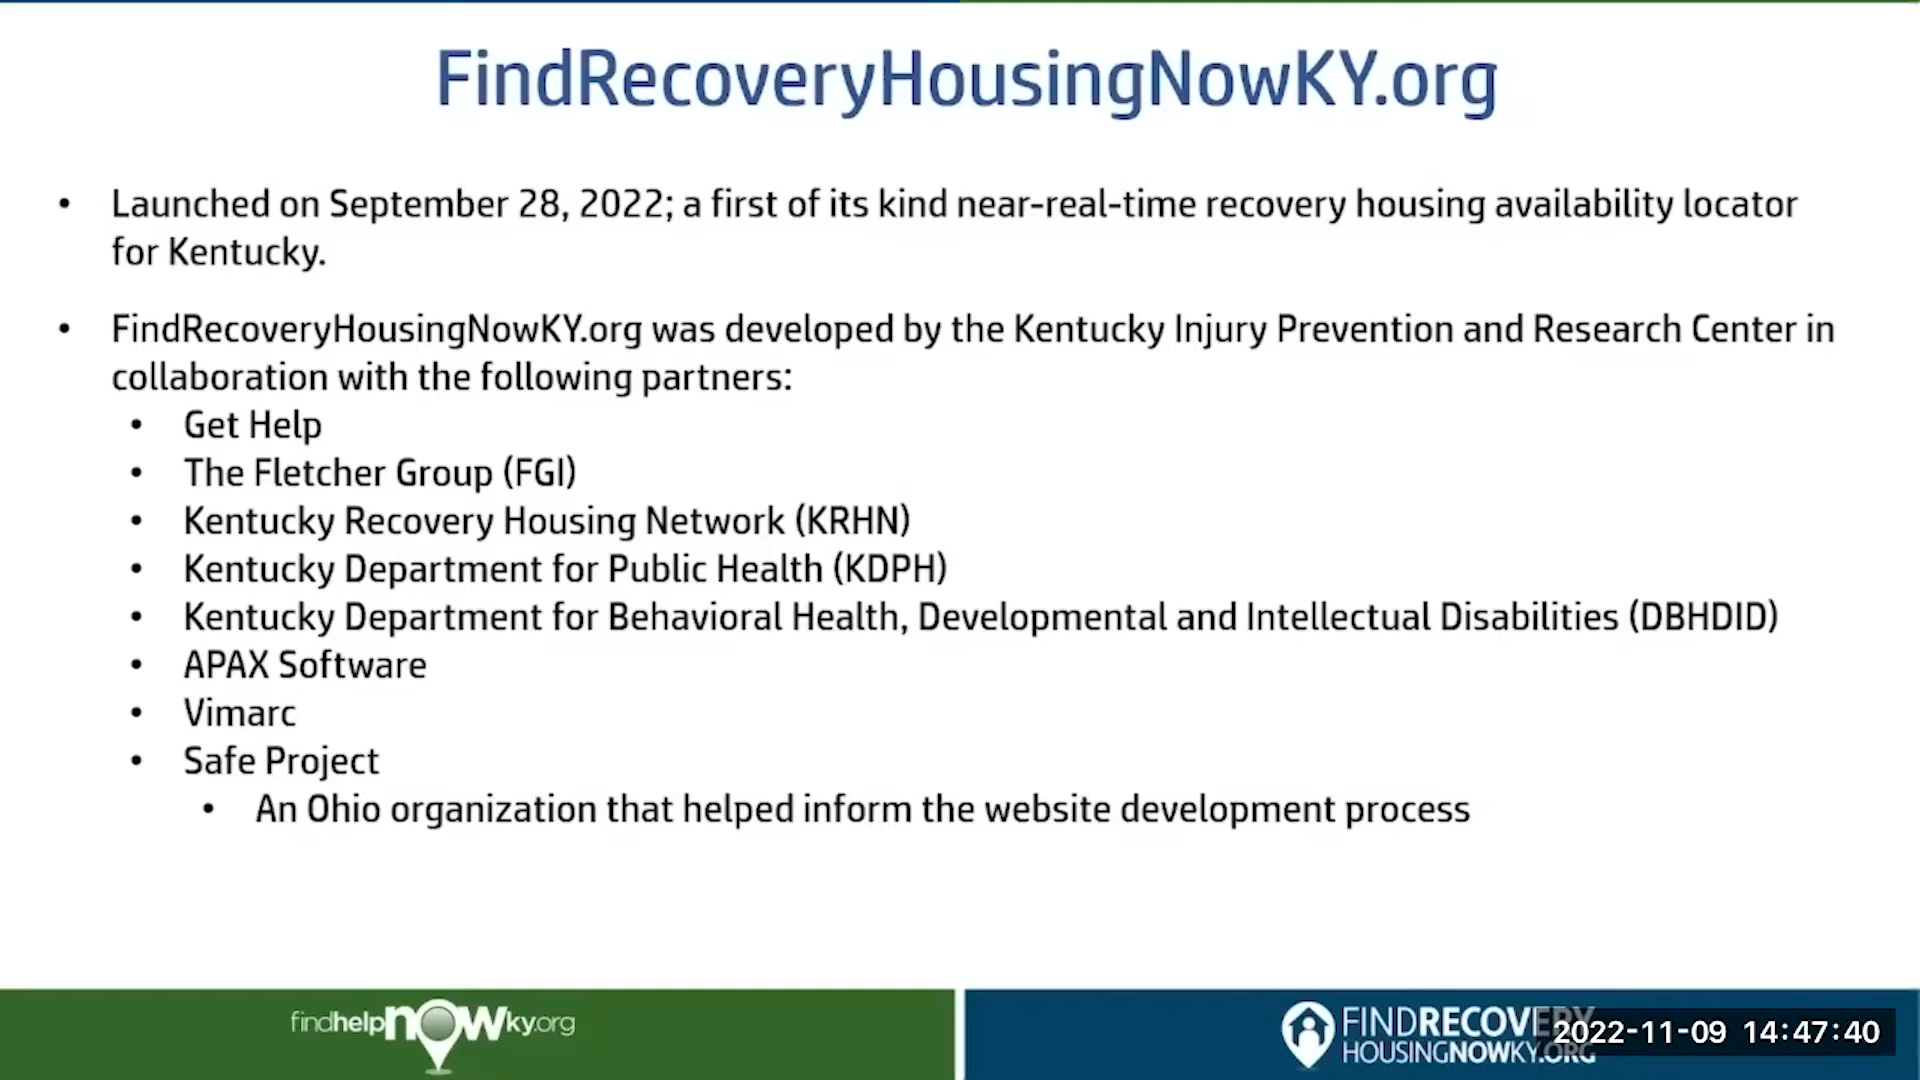 FindRecoveryHousingNowKY.org
• Launched on September 28, 2022; a first of its kind near-real-time recovery housing availability locator
for Kentucky.
• FindRecoveryHousingNowKY.org was developed by the Kentucky Injury Prevention and Research Center in
collaboration with the following partners:
• Get Help
• The Fletcher Group (FGI)
• Kentucky Recovery Housing Network (KRHN)
• Kentucky Department for Public Health (KDPH)
• Kentucky Department for Behavioral Health, Developmental and Intellectual Disabilities (DBHDID)
• APAX Software
• Vimarc
• Safe Project
• An Ohio organization that helped inform the website development process
findhelpnowky.org
FINDRECOVERY
HOUSINGNOWKY.ORG
2022-11-09 14:47:40